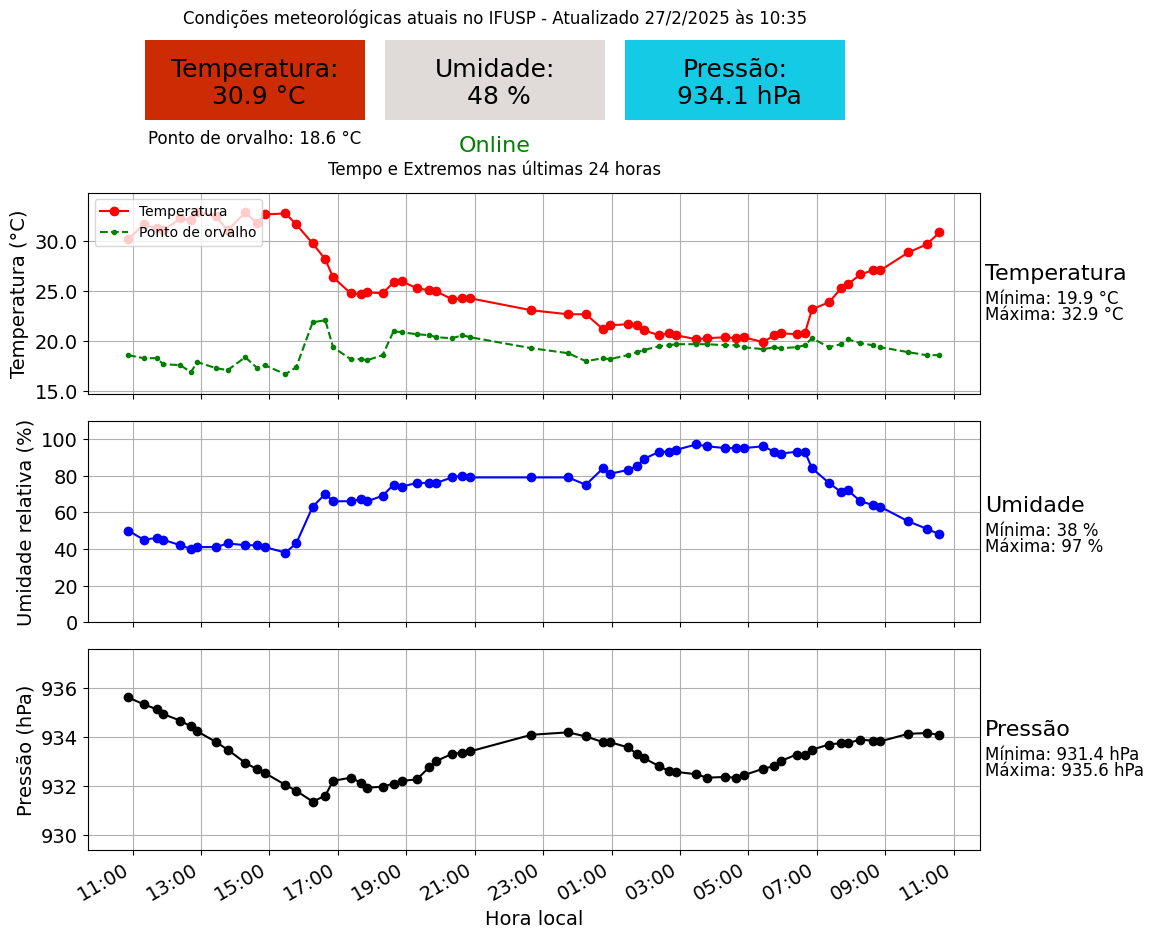 Condições meteorológicas atuais no IFUSP - Atualizado 27/2/2025 às 10:35
Temperatura:
30.9 °C
Umidade:
48 %
Pressão:
934.1 hPa
Ponto de orvalho: 18.6 °C
Online
Tempo e Extremos nas últimas 24 horas
Temperatura (°C)
30.0
25.0
20.0
15.0
Temperatura
Ponto de orvalho
Temperatura
Mínima: 19.9 °C
Máxima: 32.9 °C
Umidade relativa (%)
100
80
60
40
20
0
Umidade
Mínima: 38 %
Máxima: 97 %
Pressão (hPa)
936
934
932
930
Pressão
Mínima: 931.4 hPa
Máxima: 935.6 hPa
11:00
13:00
15:00
17:00
19:00
21:00
23:00
01:00
03:00
05:00
07:00
09:00
11:00
Hora local